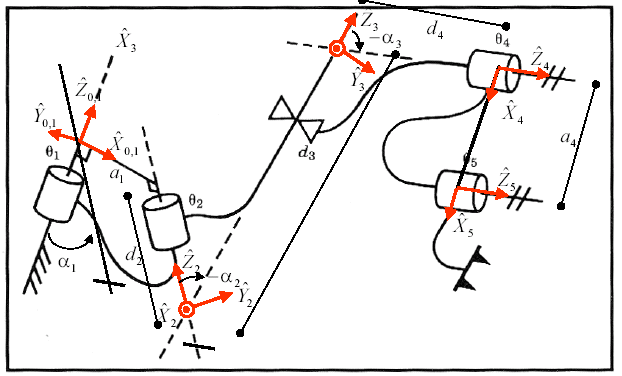 Ẑ₃
d₄
-α₃
θ₄
X̂₃
Ẑ₄
Ŷ₃
Ẑ₀,₁
X̂₄
Ŷ₀,₁
X̂₀,₁
a₄
θ₁
d₃
θ₅
a₁
Ẑ₅
θ₂
X̂₅
α₁
d₂
Ẑ₂
-α₂
Ŷ₂
X̂₂